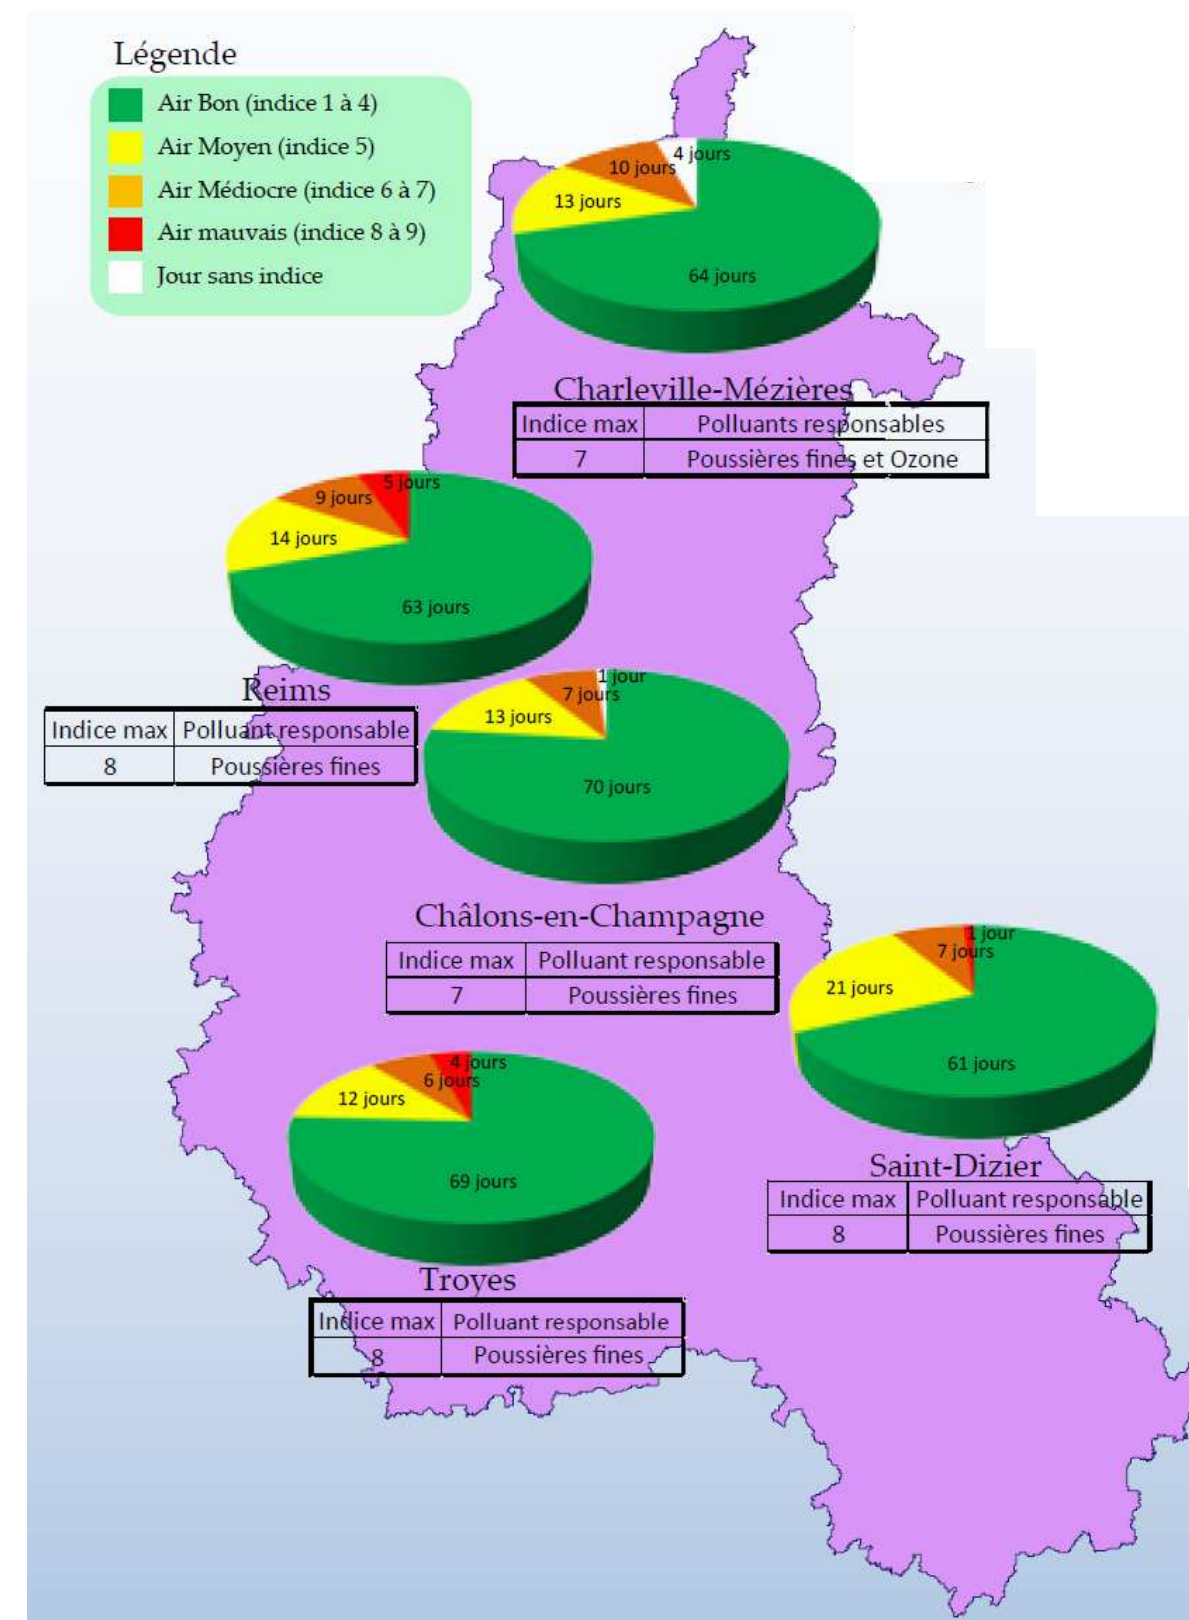 Légende
Air Bon (indice 1 à 4)
Air Moyen (indice 5)
Air Médiocre (indice 6 à 7)
Air mauvais (indice 8 à 9)
Jour sans indice
4 jours
10 jours
13 jours
64 jours
Charleville-Mézières
Indice max Polluants responsables
7 Poussières fines et Ozone
5 jours
9 jours
14 jours
63 jours
Reims
Indice max Polluant responsable
8 Poussières fines
1 jour
7 jours
13 jours
70 jours
Châlons-en-Champagne
Indice max Polluant responsable
7 Poussières fines
1 jour
7 jours
21 jours
61 jours
Saint-Dizier
Indice max Polluant responsable
8 Poussières fines
4 jours
6 jours
12 jours
69 jours
Troyes
Indice max Polluant responsable
8 Poussières fines